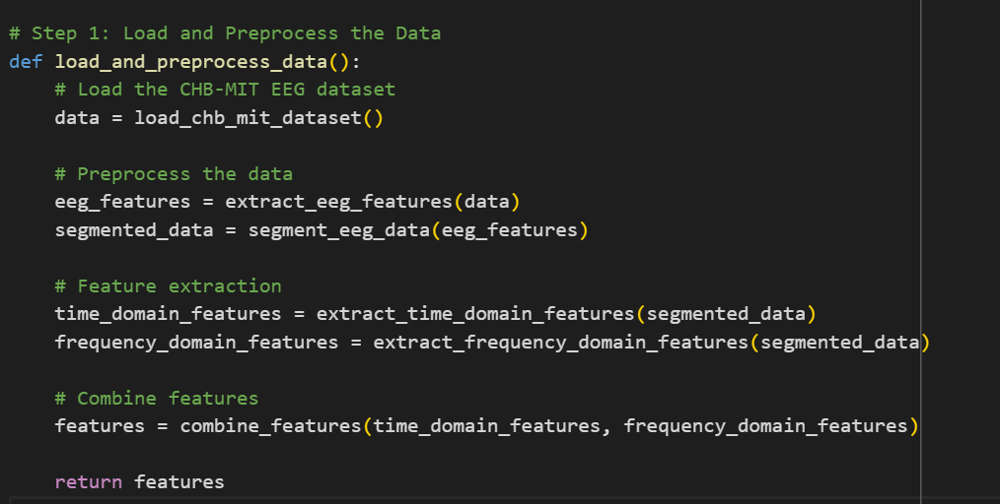 # Step 1: Load and Preprocess the Data
def load_and_preprocess_data():
    # Load the CHB-MIT EEG dataset
    data = load_chb_mit_dataset()

    # Preprocess the data
    eeg_features = extract_eeg_features(data)
    segmented_data = segment_eeg_data(eeg_features)

    # Feature extraction
    time_domain_features = extract_time_domain_features(segmented_data)
    frequency_domain_features = extract_frequency_domain_features(segmented_data)

    # Combine features
    features = combine_features(time_domain_features, frequency_domain_features)

    return features